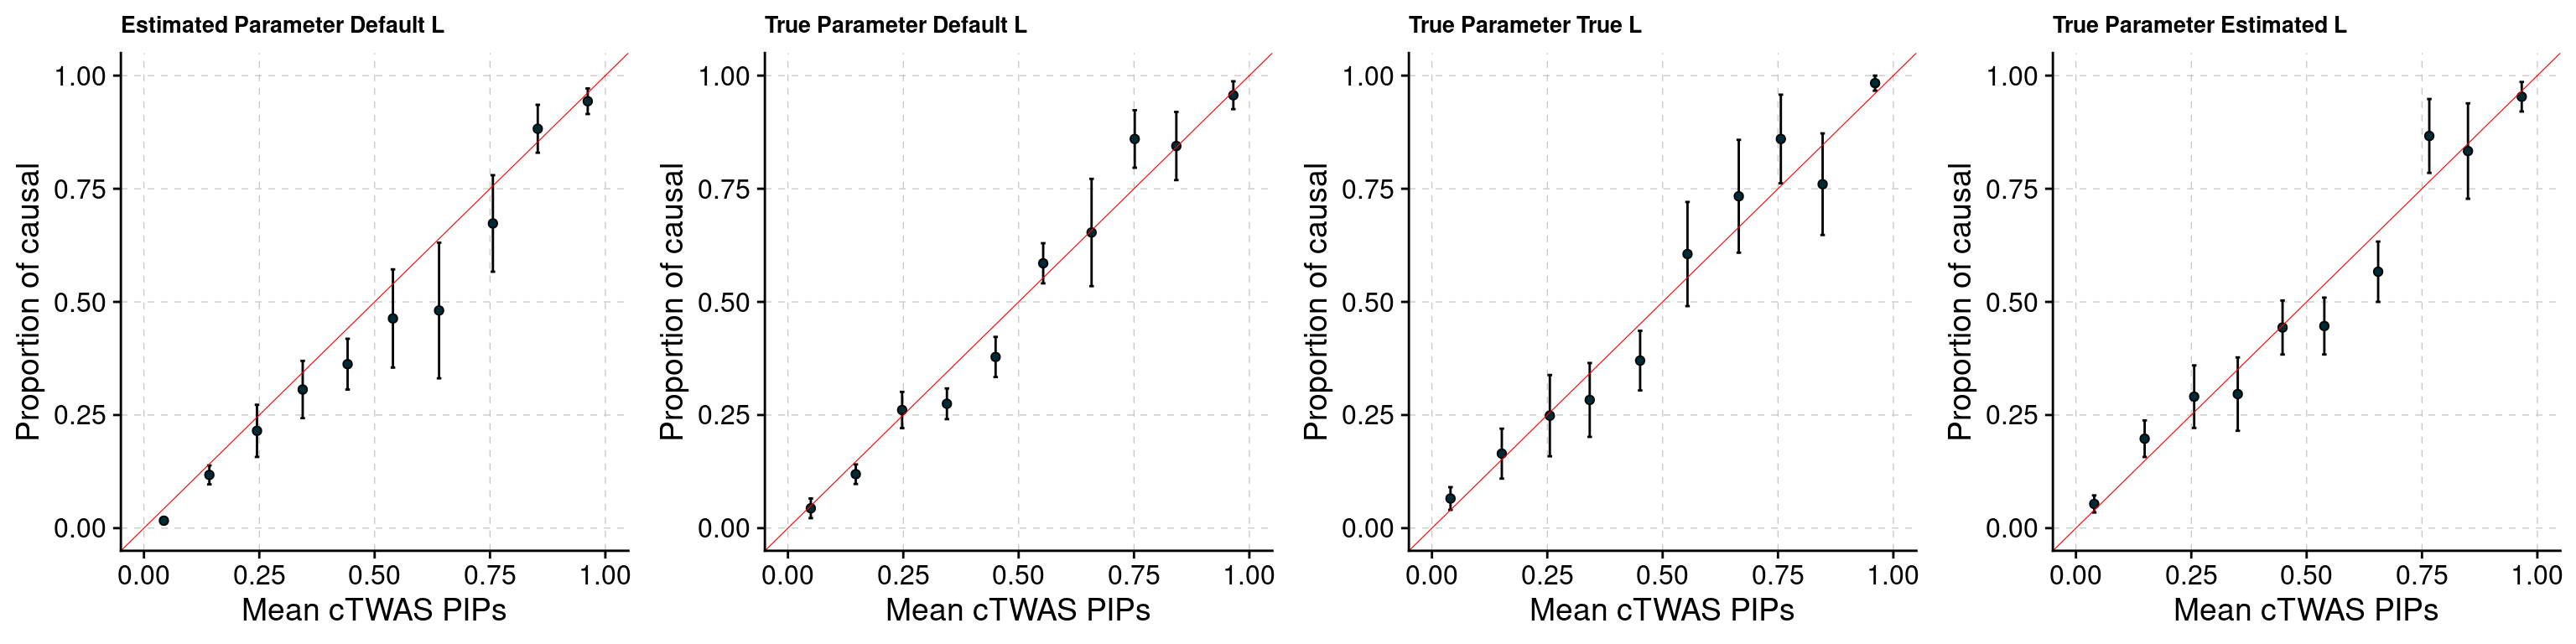 Estimated Parameter Default L
Proportion of causal
1.00
0.75
0.50
0.25
0.00
0.00 0.25 0.50 0.75 1.00
Mean cTWAS PIPs
True Parameter Default L
Proportion of causal
1.00
0.75
0.50
0.25
0.00
0.00 0.25 0.50 0.75 1.00
Mean cTWAS PIPs
True Parameter True L
Proportion of causal
1.00
0.75
0.50
0.25
0.00
0.00 0.25 0.50 0.75 1.00
Mean cTWAS PIPs
True Parameter Estimated L
Proportion of causal
1.00
0.75
0.50
0.25
0.00
0.00 0.25 0.50 0.75 1.00
Mean cTWAS PIPs